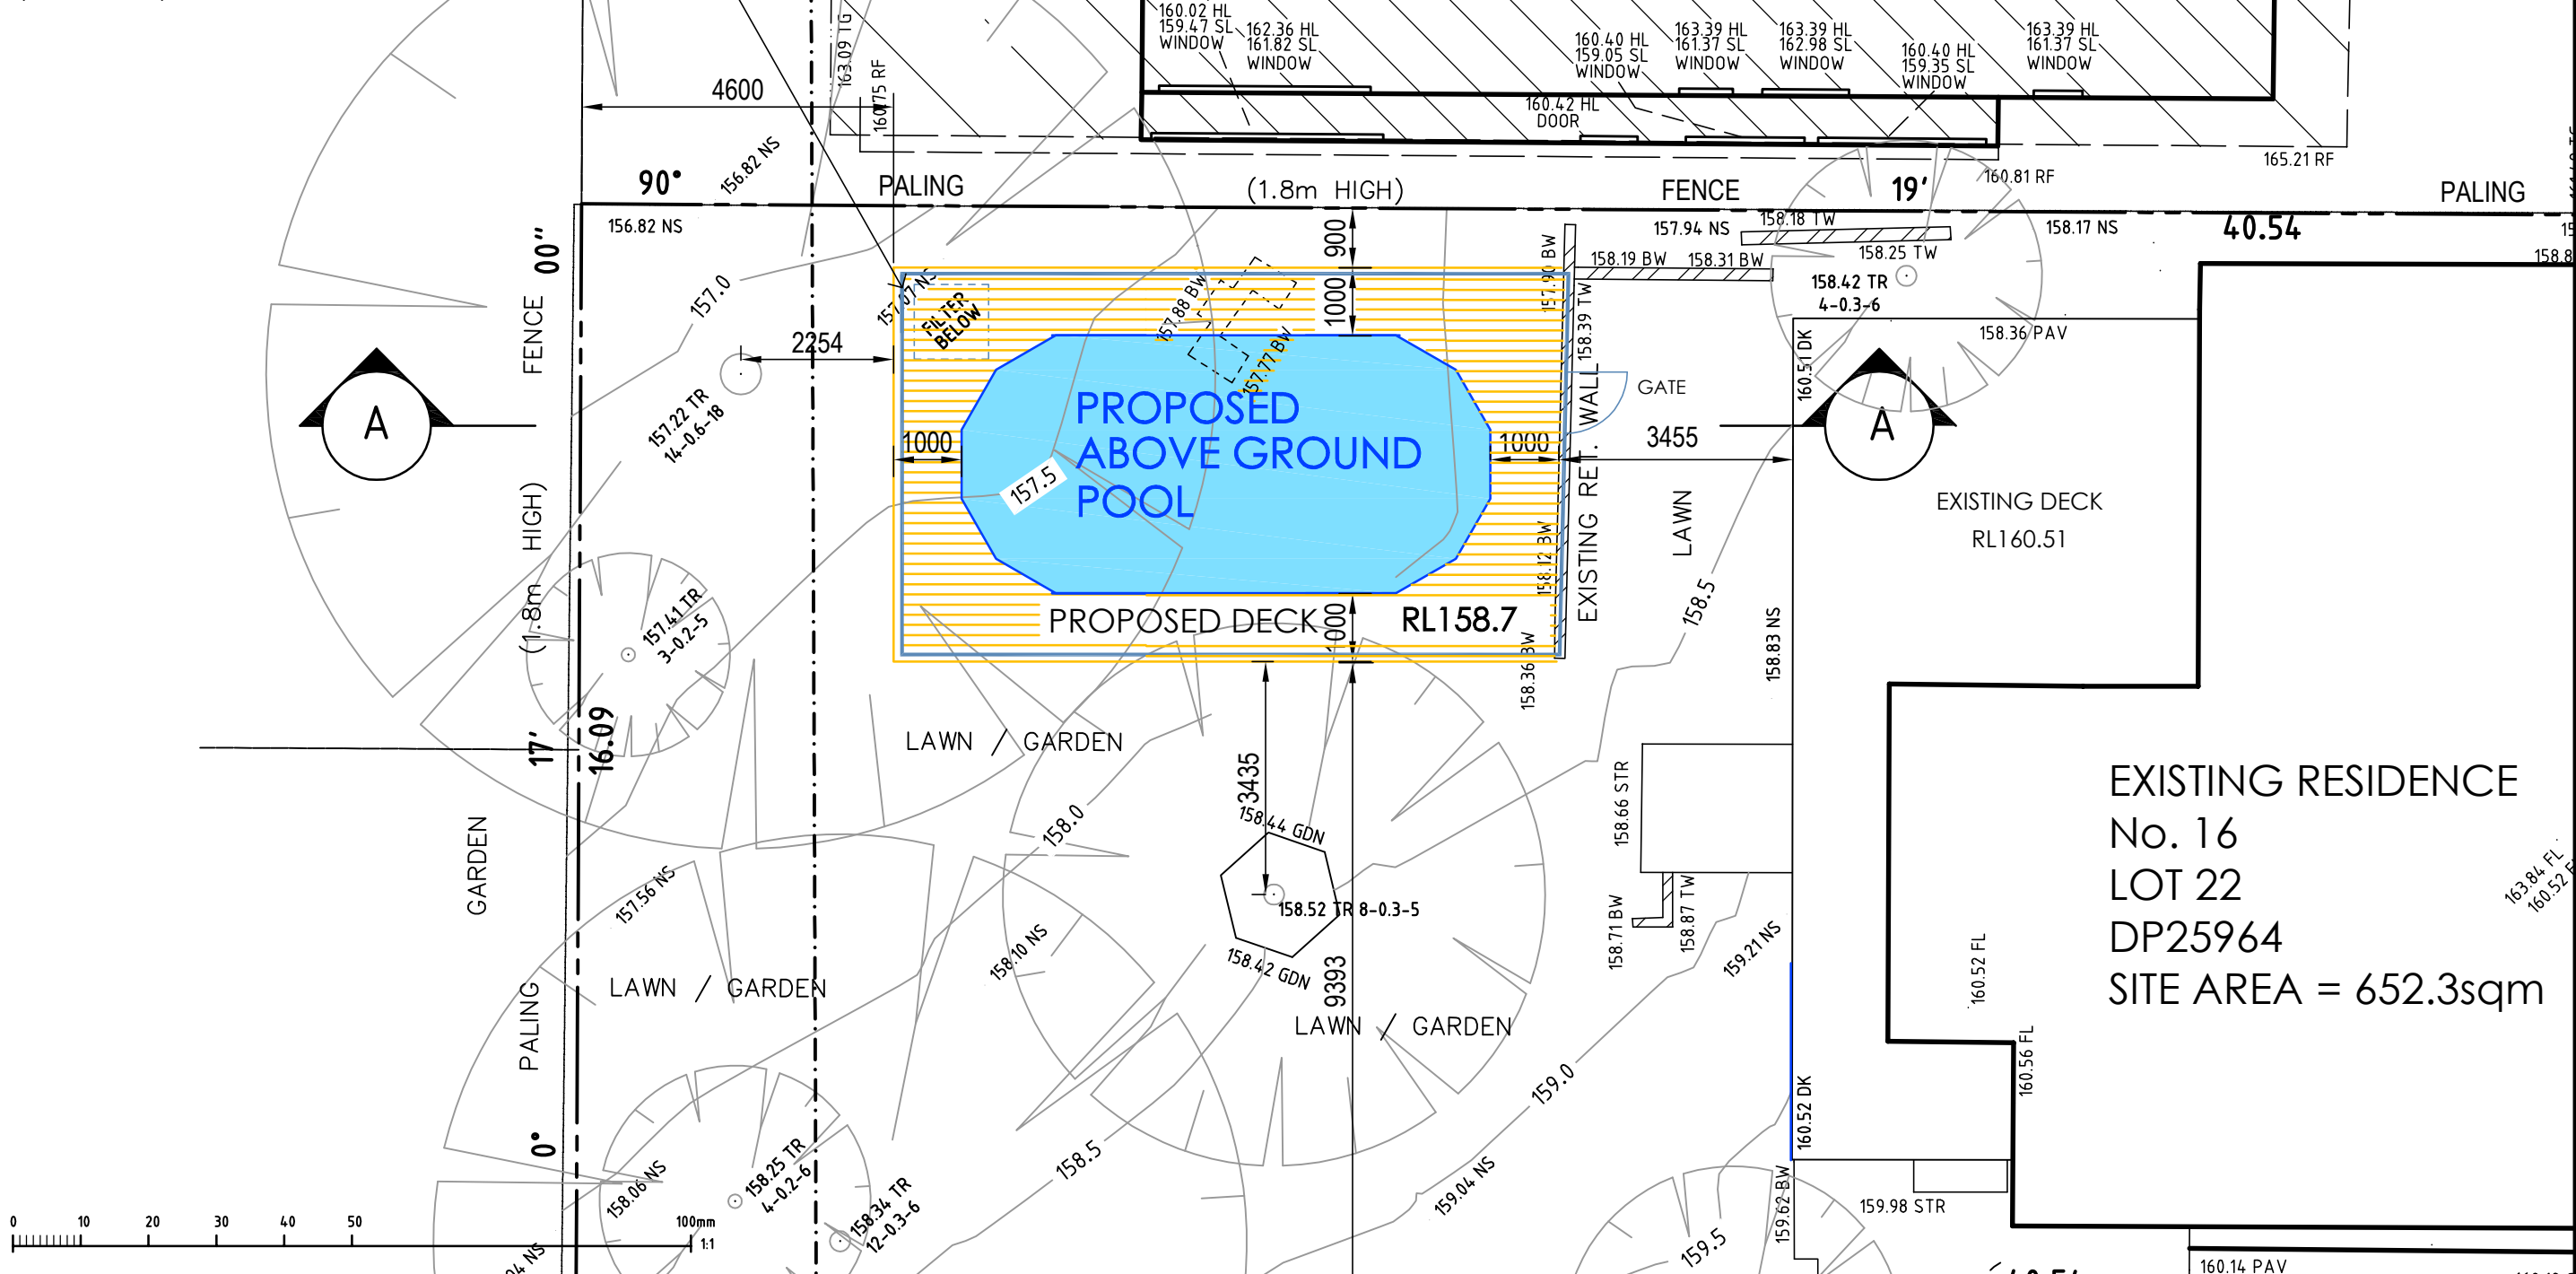 160.02 HL
159.47 SL
WINDOW
162.36 HL
161.82 SL
WINDOW
163.39 HL
161.37 SL
WINDOW
163.39 HL
162.98 SL
WINDOW
163.39 HL
161.37 SL
WINDOW
160.40 HL
159.05 SL
WINDOW
160.40 HL
159.35 SL
WINDOW
160.42 HL
DOOR
163.09 TG
4600
156.82 NS
165.21 RF
160.81 RF
90°
PALING
(1.8m HIGH)
FENCE
19'
PALING
156.82 NS
157.94 NS
158.18 TW
158.17 NS
40.54
158.25 TW
158.19 BW
158.31 BW
158.42 TR
4-0.3-6
158.36 PAV
00"
FENCE
(1.8m HIGH)
17'
16.09
PALING
0°
GARDEN
157.0
2254
157.22 TR
14-0.6-18
FILTER
BELOW
900
1000
157.88 BW
157.77 BW
157.90 BW
158.39 TW
160.51 DK
GATE
A
A
1000
1000
3455
PROPOSED
ABOVE GROUND
POOL
157.5
EXISTING RET. WALL
LAWN
EXISTING DECK
RL160.51
158.12 BW
158.5
PROPOSED DECK
RL158.7
1000
158.36 BW
158.83 NS
157.41 TR
3-0.2-5
LAWN / GARDEN
158.0
3435
158.44 GDN
158.52 TR 8-0.3-5
158.42 GDN
9393
158.66 STR
158.71 BW
158.87 TW
159.21 NS
EXISTING RESIDENCE
No. 16
LOT 22
DP25964
SITE AREA = 652.3sqm
163.84 FL
160.52 FL
160.56 FL
157.56 NS
158.10 NS
LAWN / GARDEN
LAWN / GARDEN
159.0
158.5
160.52 DK
158.06 NS
158.25 TR
4-0.2-6
158.34 TR
12-0.3-6
159.04 NS
159.5
159.62 BW
159.98 STR
160.14 PAV
0 10 20 30 40 50 100mm
1:1